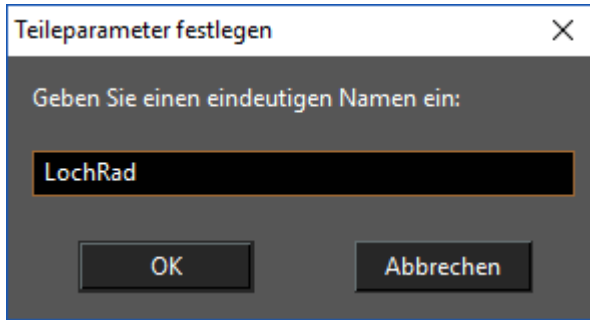 Teileparameter festlegen
Geben Sie einen eindeutigen Namen ein:
LochRad
OK Abbrechen